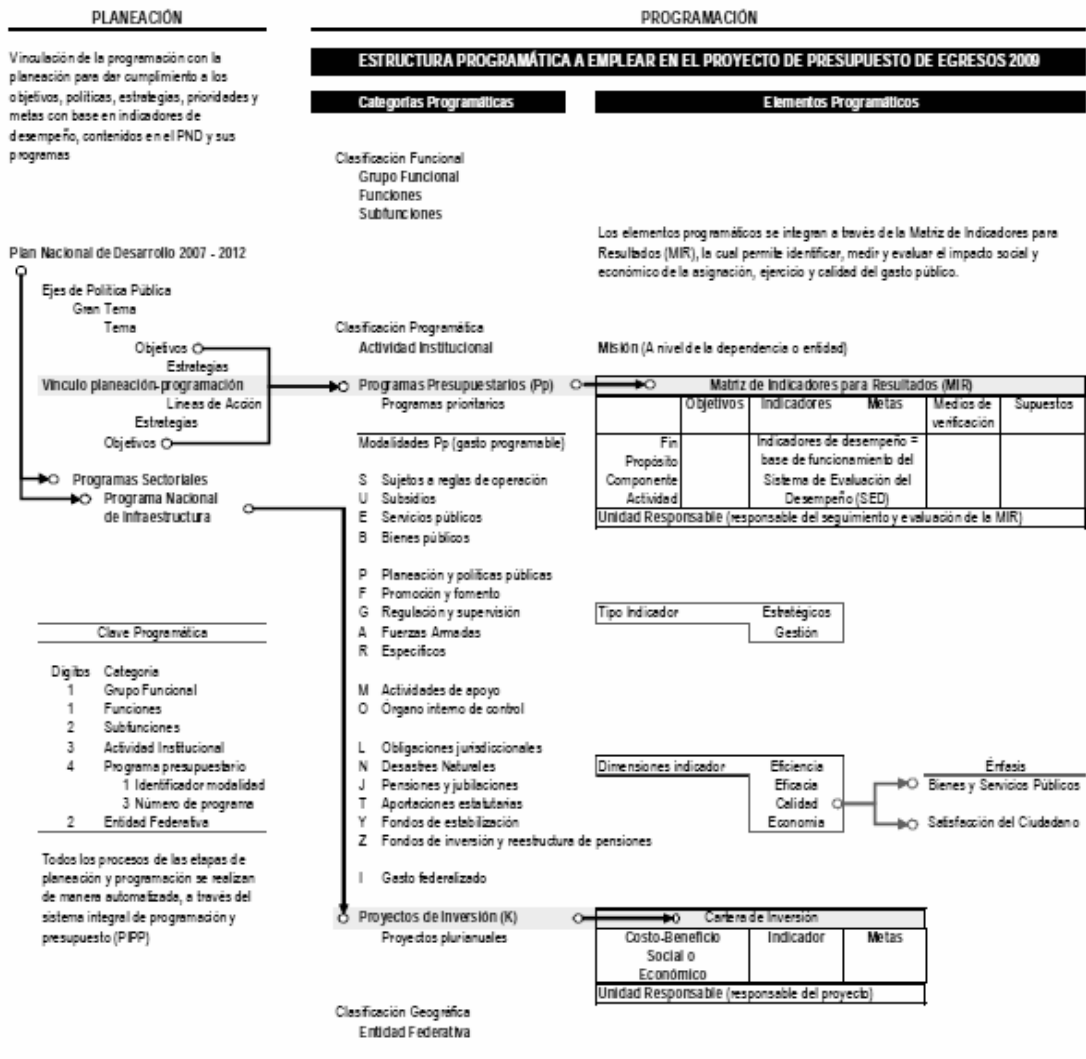 PLANEACIÓN
Vinculación de la programación con la
planeación para dar cumplimiento a los
objetivos, políticas, estrategias, prioridades y
metas con base en indicadores de
desempeño, contenidos en el PND y sus
programas
Plan Nacional de Desarrollo 2007 - 2012
Ejes de Política Pública
Gran Tema
Tema
Objetivos
Estrategias
Vínculo planeación-programación
Líneas de Acción
Estrategias
Objetivos
Programas Sectoriales
Programa Nacional
de Infraestructura
Clave Programática
Dígitos Categoría
1 Grupo Funcional
1 Funciones
2 Subfunciones
3 Actividad Institucional
4 Programa presupuestario
1 Identificador modalidad
3 Número de programa
2 Entidad Federativa
Todos los procesos de las etapas de
planeación y programación se realizan
de manera automatizada, a través del
sistema integral de programación y
presupuesto (PIPP)
PROGRAMACIÓN
ESTRUCTURA PROGRAMÁTICA A EMPLEAR EN EL PROYECTO DE PRESUPUESTO DE EGRESOS 2009
Categorías Programáticas
Clasificación Funcional
Grupo Funcional
Funciones
Subfunciones
Clasificación Programática
Actividad Institucional
Programas Presupuestarios (Pp)
Programas prioritarios
Modalidades Pp (gasto programable)
S Sujetos a reglas de operación
U Subsidios
E Servicios públicos
B Bienes públicos
P Planeación y políticas públicas
F Promoción y fomento
G Regulación y supervisión
A Fuerzas Armadas
R Específicos
M Actividades de apoyo
O Órgano interno de control
L Obligaciones jurisdiccionales
N Desastres Naturales
J Pensiones y jubilaciones
T Aportaciones estatutarias
Y Fondos de estabilización
Z Fondos de inversión y reestructura de pensiones
I Gasto federalizado
Proyectos de Inversión (K)
Proyectos plurianuales
Clasificación Geográfica
Entidad Federativa
Elementos Programáticos
Los elementos programáticos se integran a través de la Matriz de Indicadores para
Resultados (MIR), la cual permite identificar, medir y evaluar el impacto social y
económico de la asignación, ejercicio y calidad del gasto público.
Misión (A nivel de la dependencia o entidad)
Matriz de Indicadores para Resultados (MIR)
Objetivos Indicadores Metas Medios de Supuestos
verificación
Fin Indicadores de desempeño =
Propósito base de funcionamiento del
Componente Sistema de Evaluación del
Actividad Desempeño (SED)
Unidad Responsable (responsable del seguimiento y evaluación de la MIR)
Tipo Indicador Estratégicos
Gestión
Dimensiones indicador Eficiencia
Eficacia
Calidad
Economía
Énfasis
Bienes y Servicios Públicos
Satisfacción del Ciudadano
Cartera de Inversión
Costo-Beneficio Indicador Metas
Social o
Económico
Unidad Responsable (responsable del proyecto)